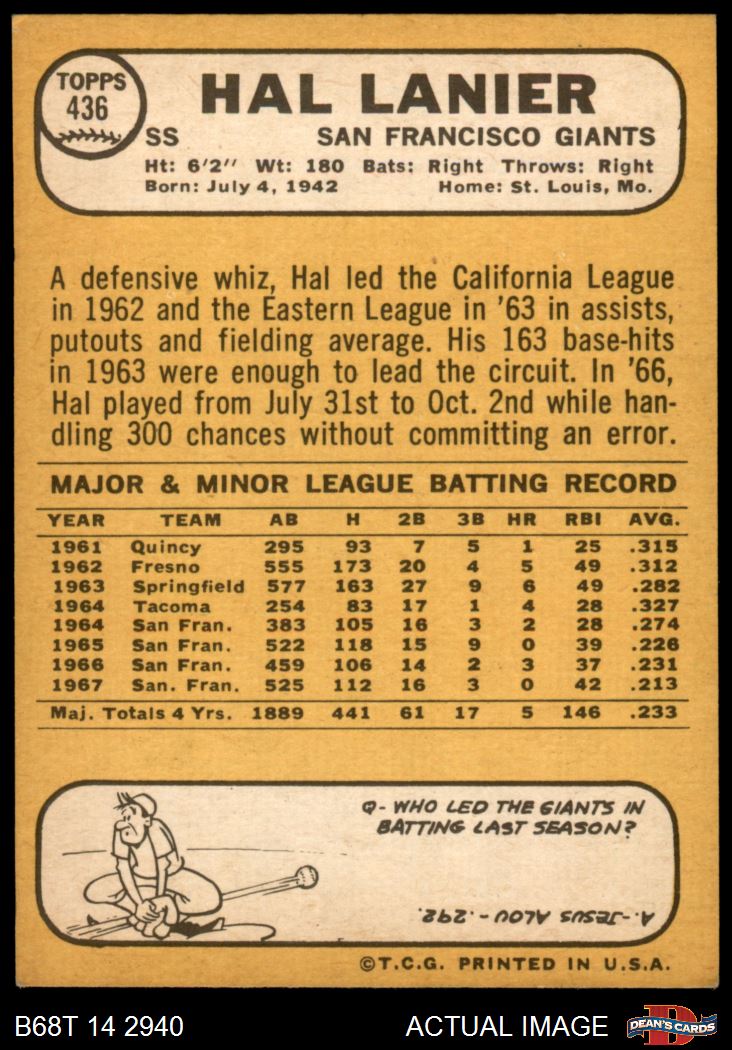 TOPPS
436
HAL LANIER
SS SAN FRANCISCO GIANTS
Ht: 6'2" Wt: 180 Bats: Right Throws: Right
Born: July 4, 1942 Home: St. Louis, Mo.
A defensive whiz, Hal led the California League
in 1962 and the Eastern League in '63 in assists,
putouts and fielding average. His 163 base-hits
in 1963 were enough to lead the circuit. In '66,
Hal played from July 31st to Oct. 2nd while han-
dling 300 chances without committing an error.
MAJOR & MINOR LEAGUE BATTING RECORD
YEAR TEAM AB H 2B 3B HR RBI AVG.
1961 Quincy 295 93 7 5 1 25 .315
1962 Fresno 555 173 20 4 5 49 .312
1963 Springfield 577 163 27 9 6 49 .282
1964 Tacoma 254 83 17 1 4 28 .327
1964 San Fran. 383 105 16 3 2 28 .274
1965 San Fran. 522 118 15 9 0 39 .226
1966 San Fran. 459 106 14 2 3 37 .231
1967 San. Fran. 525 112 16 3 0 42 .213
Maj. Totals 4 Yrs. 1889 441 61 17 5 146 .233
Q- WHO LED THE GIANTS IN
BATTING LAST SEASON?
A.-JESUS ALOU -.292.
©T.C.G. PRINTED IN U.S.A.
B68T 14 2940 ACTUAL IMAGE DEAN'S CARDS